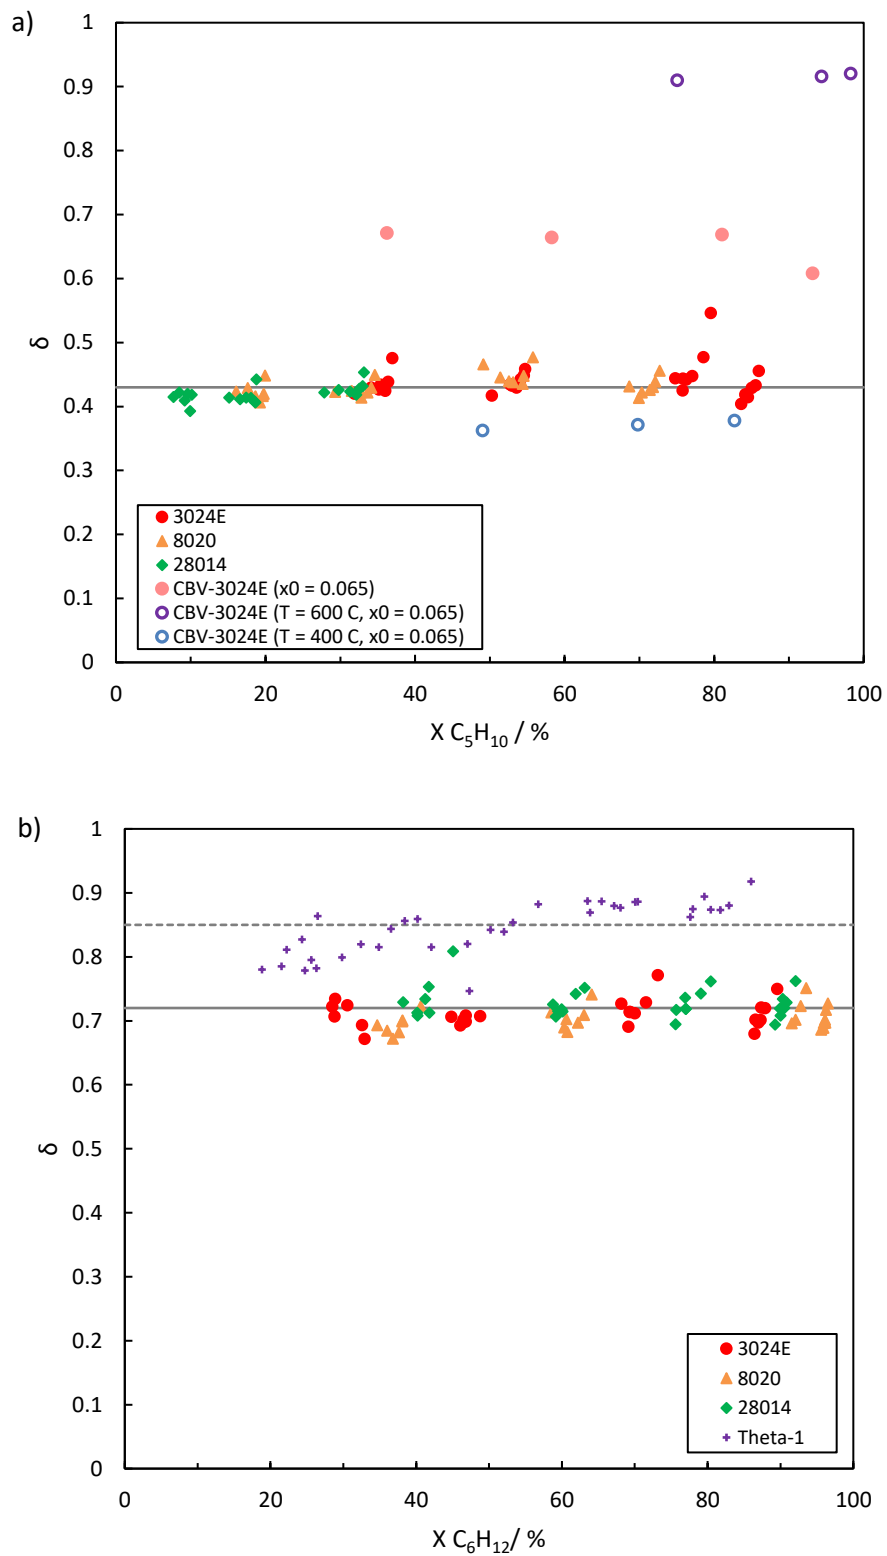 a)
1
0.9
0.8
0.7
0.6
0.5
0.4
0.3
0.2
0.1
0
δ
3024E
8020
28014
CBV-3024E (x0 = 0.065)
CBV-3024E (T = 600 C, x0 = 0.065)
CBV-3024E (T = 400 C, x0 = 0.065)
0 20 40 60 80 100
X C₅H₁₀ / %
b)
1
0.9
0.8
0.7
0.6
0.5
0.4
0.3
0.2
0.1
0
δ
3024E
8020
28014
Theta-1
0 20 40 60 80 100
X C₆H₁₂/ %